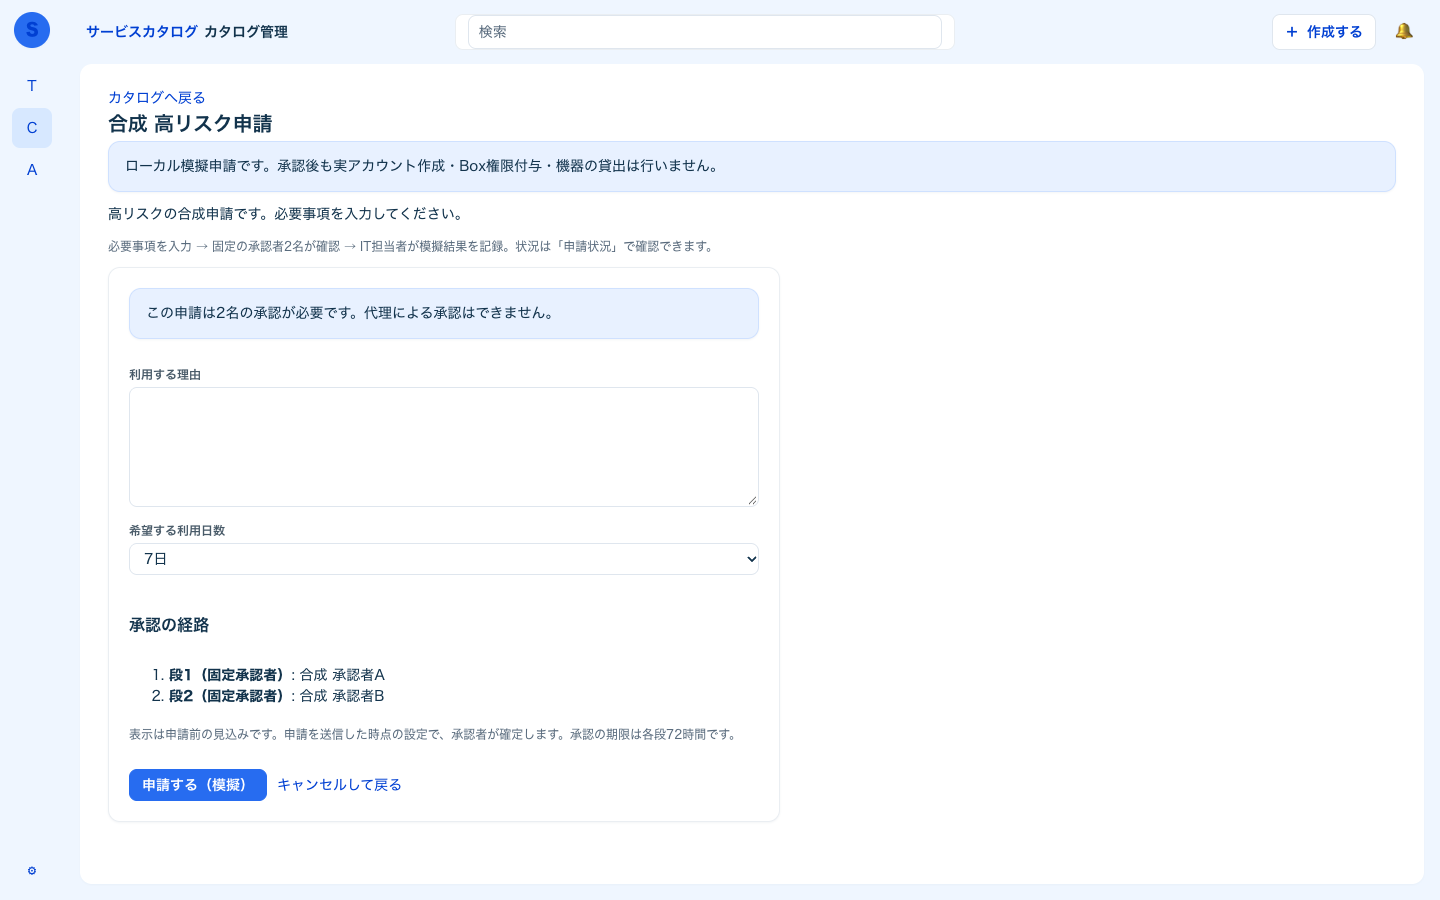 S
サービスカタログ カタログ管理
検索
+ 作成する
T
C
A
カタログへ戻る
合成 高リスク申請
ローカル模擬申請です。承認後も実アカウント作成・Box権限付与・機器の貸出は行いません。
高リスクの合成申請です。必要事項を入力してください。
必要事項を入力 → 固定の承認者2名が確認 → IT担当者が模擬結果を記録。状況は「申請状況」で確認できます。
この申請は2名の承認が必要です。代理による承認はできません。
利用する理由
希望する利用日数
7日
承認の経路
1. 段1（固定承認者）: 合成 承認者A
2. 段2（固定承認者）: 合成 承認者B
表示は申請前の見込みです。申請を送信した時点の設定で、承認者が確定します。承認の期限は各段72時間です。
申請する（模擬） キャンセルして戻る